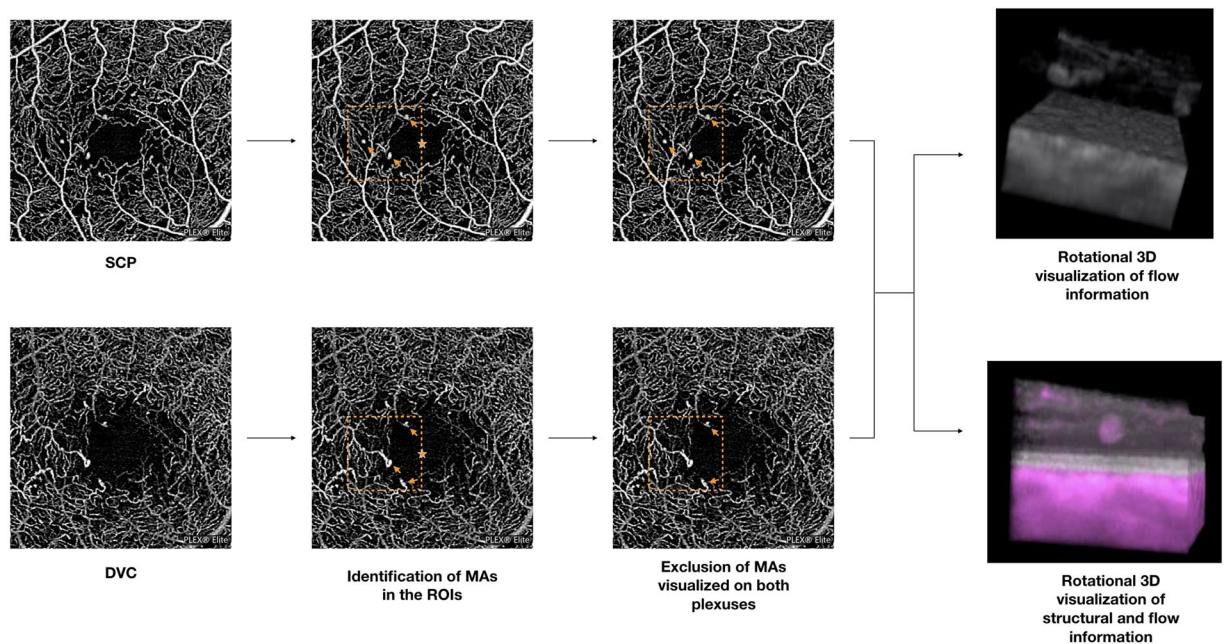 PLEX® Elite
PLEX® Elite
PLEX® Elite
SCP
Rotational 3D
visualization of flow
information
PLEX® Elite
PLEX® Elite
PLEX® Elite
DVC
Identification of MAs
in the ROIs
Exclusion of MAs
visualized on both
plexuses
Rotational 3D
visualization of
structural and flow
information